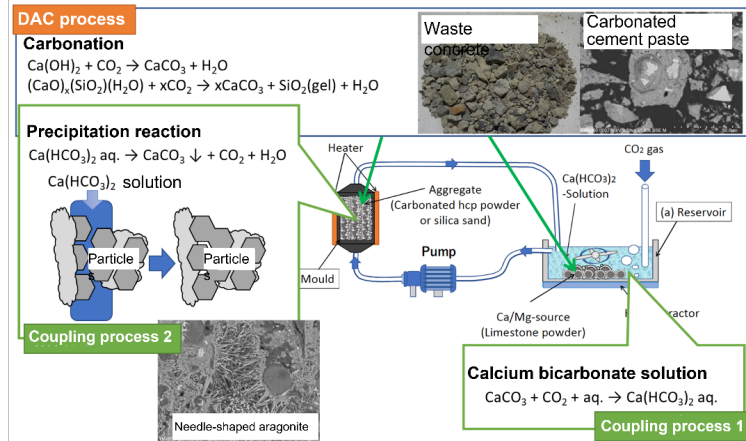 DAC process
Carbonation
Ca(OH)₂ + CO₂ → CaCO₃ + H₂O
(CaO)ₓ(SiO₂)(H₂O) + xCO₂ → xCaCO₃ + SiO₂(gel) + H₂O
Waste
concrete
Carbonated
cement paste
Precipitation reaction
Ca(HCO₃)₂ aq. → CaCO₃ ↓ + CO₂ + H₂O
Ca(HCO₃)₂ solution
Particle
s
Particle
s
Coupling process 2
Needle-shaped aragonite
Heater
Aggregate
(Carbonated hcp powder
or silica sand)
Mould
Pump
Ca(HCO3)₂
-Solution
CO₂ gas
(a) Reservoir
Ca/Mg-source
(Limestone powder)
Calcium bicarbonate solution
CaCO₃ + CO₂ + aq. → Ca(HCO₃)₂ aq.
Coupling process 1